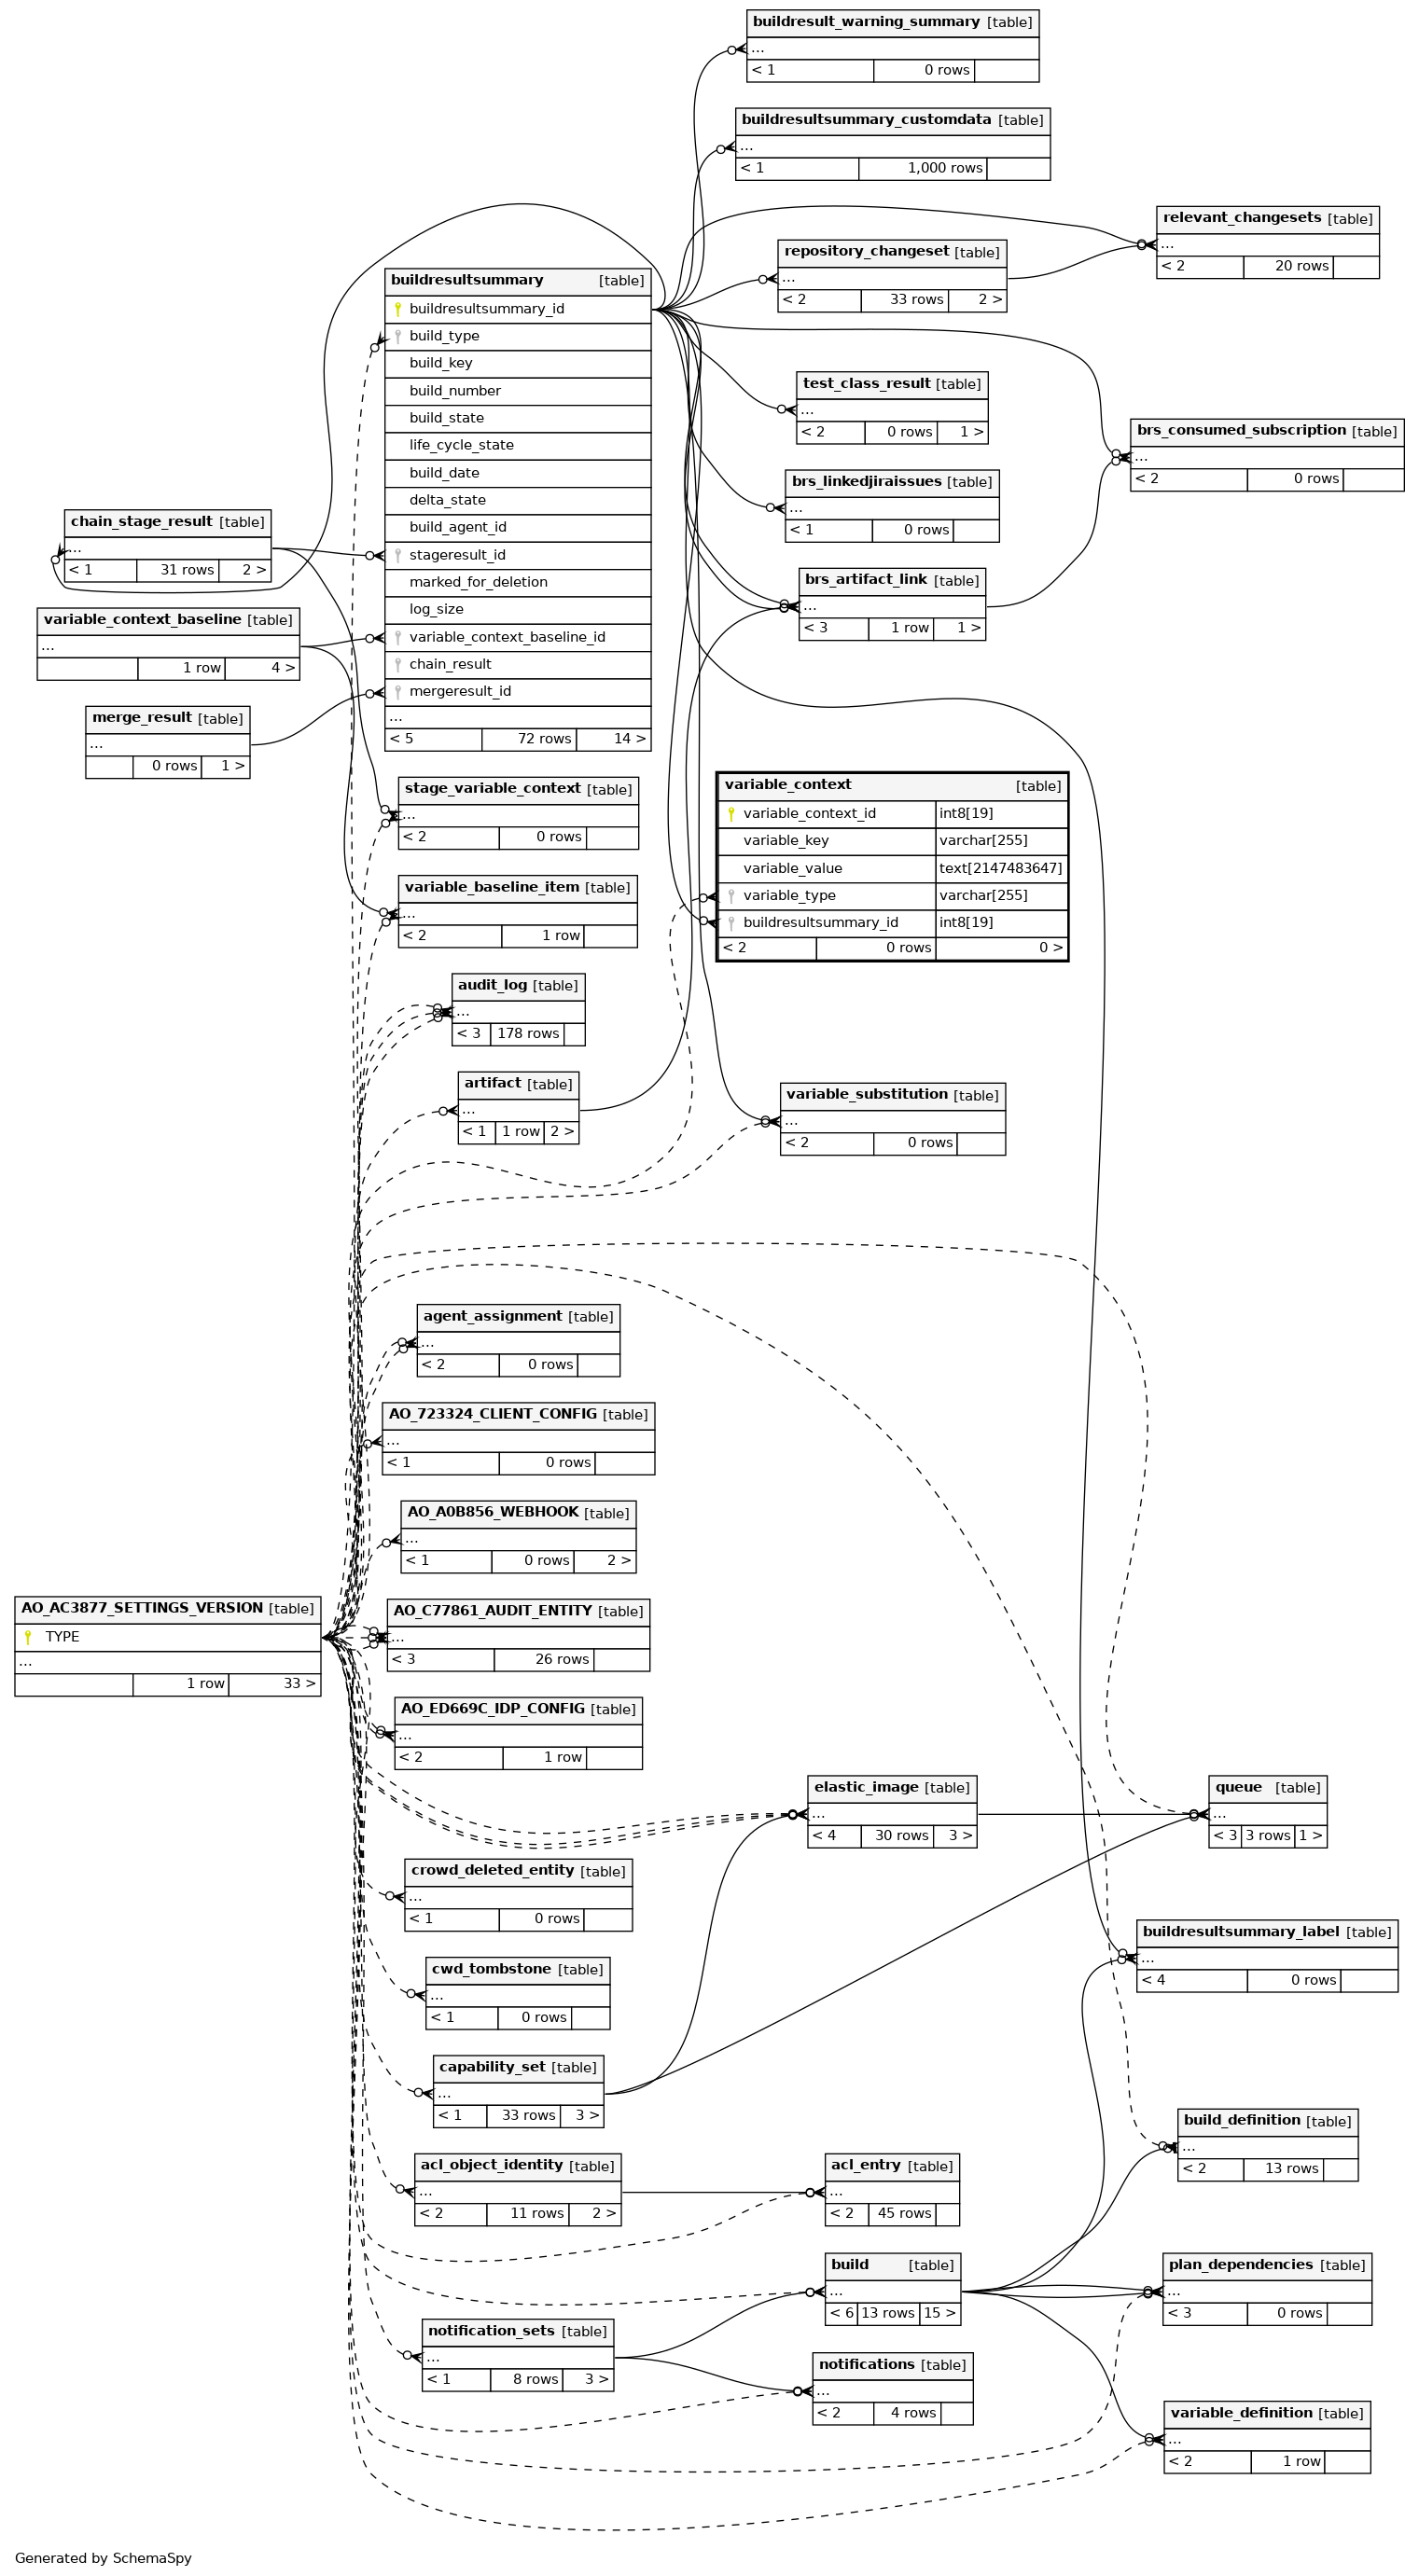 buildresult_warning_summary [table]
...
< 1 0 rows
buildresultsummary_customdata [table]
...
< 1 1,000 rows
relevant_changesets [table]
...
< 2 20 rows
repository_changeset [table]
...
< 2 33 rows 2 >
buildresultsummary [table]
buildresultsummary_id
build_type
build_key
build_number
build_state
life_cycle_state
build_date
delta_state
build_agent_id
stageresult_id
marked_for_deletion
log_size
variable_context_baseline_id
chain_result
mergeresult_id
...
< 5 72 rows 14 >
test_class_result [table]
...
< 2 0 rows 1 >
brs_consumed_subscription [table]
...
< 2 0 rows
brs_linkedjiraissues [table]
...
< 1 0 rows
chain_stage_result [table]
...
< 1 31 rows 2 >
brs_artifact_link [table]
...
< 3 1 row 1 >
variable_context_baseline [table]
...
1 row 4 >
merge_result [table]
...
0 rows 1 >
stage_variable_context [table]
...
< 2 0 rows
variable_context [table]
variable_context_id int8[19]
variable_key varchar[255]
variable_value text[2147483647]
variable_type varchar[255]
buildresultsummary_id int8[19]
< 2 0 rows 0 >
variable_baseline_item [table]
...
< 2 1 row
audit_log [table]
...
< 3 178 rows
artifact [table]
...
< 1 1 row 2 >
variable_substitution [table]
...
< 2 0 rows
agent_assignment [table]
...
< 2 0 rows
AO_723324_CLIENT_CONFIG [table]
...
< 1 0 rows
AO_A0B856_WEBHOOK [table]
...
< 1 0 rows 2 >
AO_AC3877_SETTINGS_VERSION [table]
TYPE
...
1 row 33 >
AO_C77861_AUDIT_ENTITY [table]
...
< 3 26 rows
AO_ED669C_IDP_CONFIG [table]
...
< 2 1 row
elastic_image [table]
...
< 4 30 rows 3 >
queue [table]
...
< 3 3 rows 1 >
crowd_deleted_entity [table]
...
< 1 0 rows
buildresultsummary_label [table]
...
< 4 0 rows
cwd_tombstone [table]
...
< 1 0 rows
capability_set [table]
...
< 1 33 rows 3 >
build_definition [table]
...
< 2 13 rows
acl_object_identity [table]
...
< 2 11 rows 2 >
acl_entry [table]
...
< 2 45 rows
build [table]
...
< 6 13 rows 15 >
plan_dependencies [table]
...
< 3 0 rows
notification_sets [table]
...
< 1 8 rows 3 >
notifications [table]
...
< 2 4 rows
variable_definition [table]
...
< 2 1 row
Generated by SchemaSpy